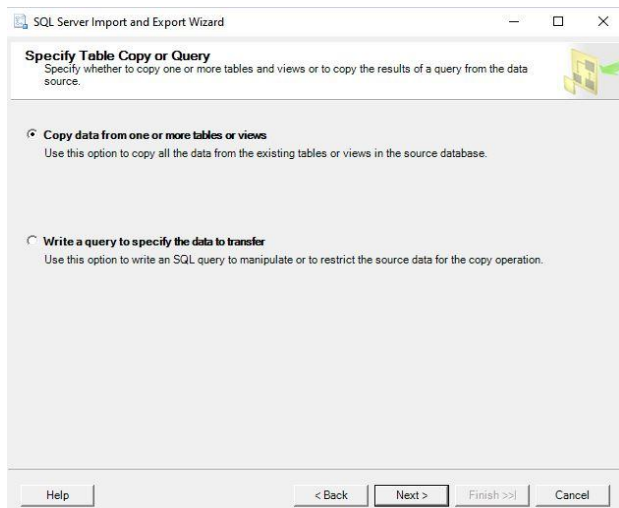 SQL Server Import and Export Wizard
Specify Table Copy or Query
Specify whether to copy one or more tables and views or to copy the results of a query from the data
source.
Copy data from one or more tables or views
Use this option to copy all the data from the existing tables or views in the source database.
Write a query to specify the data to transfer
Use this option to write an SQL query to manipulate or to restrict the source data for the copy operation.
Help
< Back
Next >
Finish >>|
Cancel